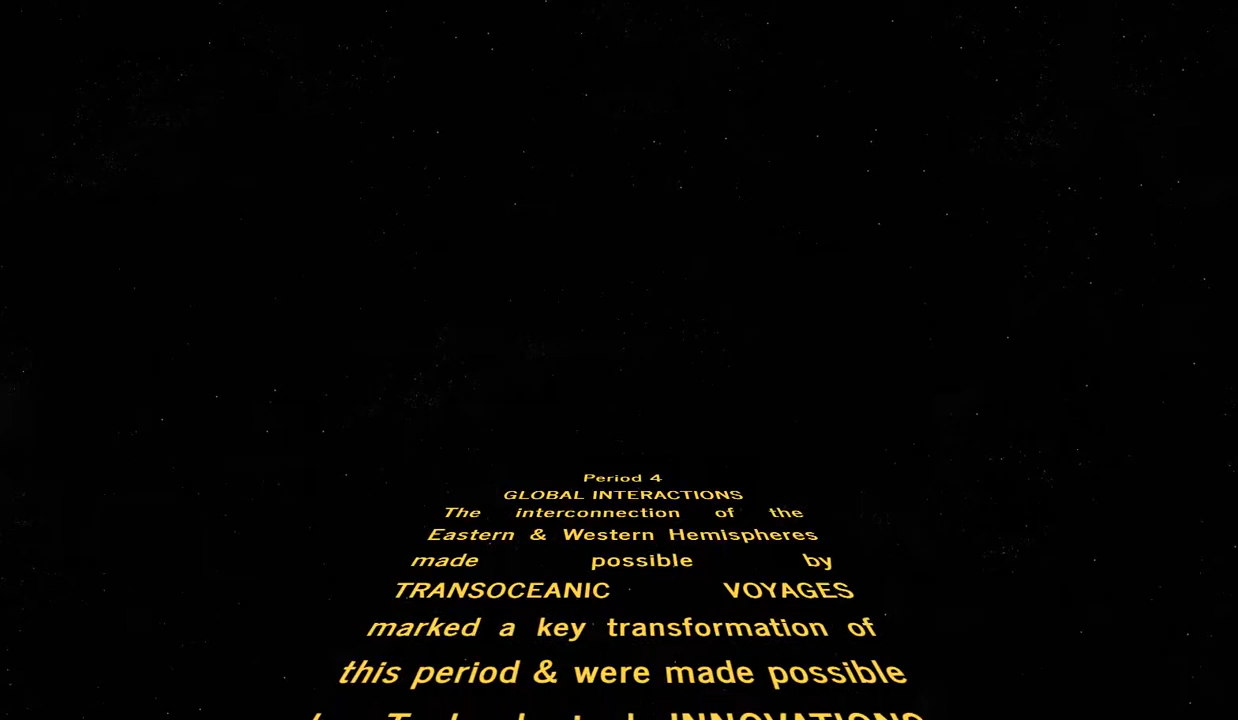 Period 4
GLOBAL INTERACTIONS
The interconnection of the
Eastern & Western Hemispheres
made possible by
TRANSOCEANIC VOYAGES
marked a key transformation of
this period & were made possible
INNOVATIONS